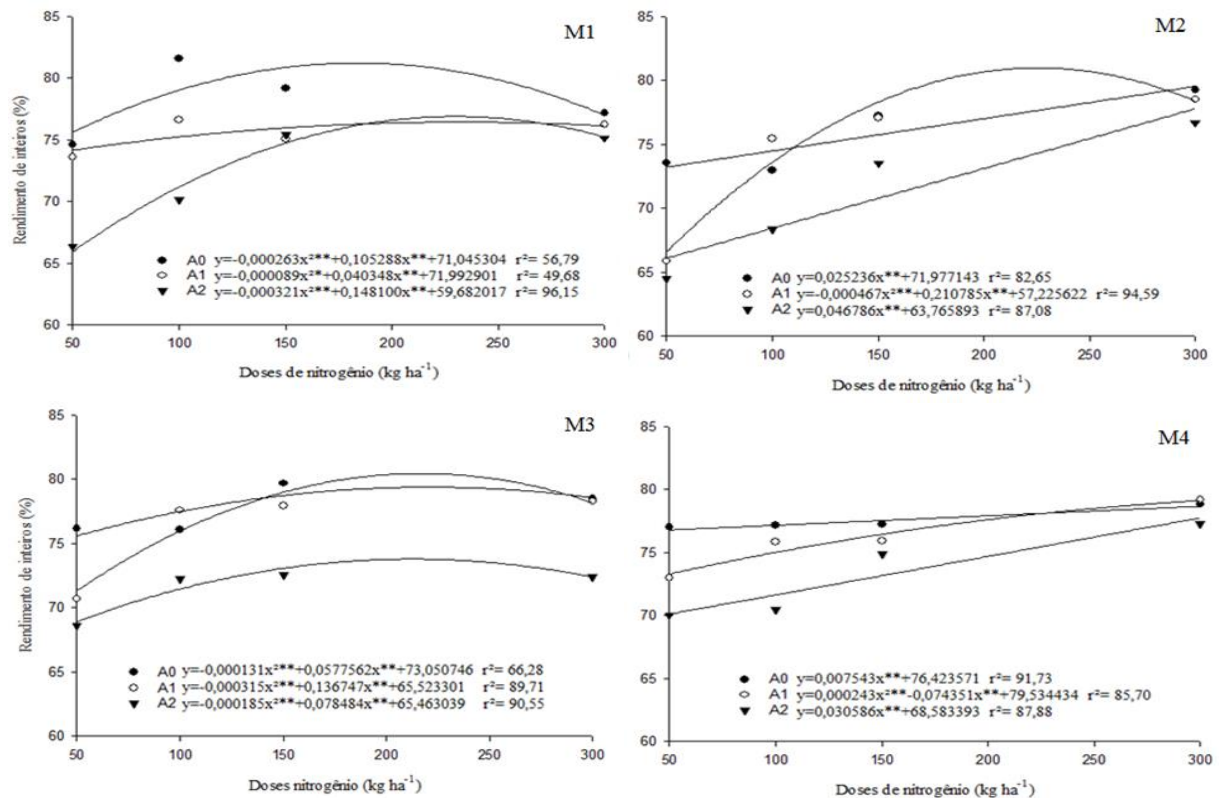 M1
85
80
75
70
65
60
Rendimento de inteiros (%)
A0 y=-0,000263x²**+0,105288x**+71,045304 r²= 56,79
A1 y=-0,000089x²*+0,040348x**+71,992901 r²= 49,68
A2 y=-0,000321x²**+0,148100x**+59,682017 r²= 96,15
50 100 150 200 250 300
Doses de nitrogênio (kg ha⁻¹)
M2
85
80
75
70
65
60
A0 y=0,025236x**+71,977143 r²= 82,65
A1 y=-0,000467x²**+0,210785x**+57,225622 r²= 94,59
A2 y=0,046786x**+63,765893 r²= 87,08
50 100 150 200 250 300
Doses de nitrogênio (kg ha⁻¹)
M3
85
80
75
70
65
60
Rendimento de inteiros (%)
A0 y=-0,000131x²**+0,0577562x**+73,050746 r²= 66,28
A1 y=-0,000315x²**+0,136747x**+65,523301 r²= 89,71
A2 y=-0,000185x²**+0,078484x**+65,463039 r²= 90,55
50 100 150 200 250 300
Doses nitrogênio (kg ha⁻¹)
M4
85
80
75
70
65
60
A0 y=0,007543x**+76,423571 r²= 91,73
A1 y=0,000243x²**-0,074351x**+79,534434 r²= 85,70
A2 y=0,030586x**+68,583393 r²= 87,88
50 100 150 200 250 300
Doses de nitrogênio (kg ha⁻¹)